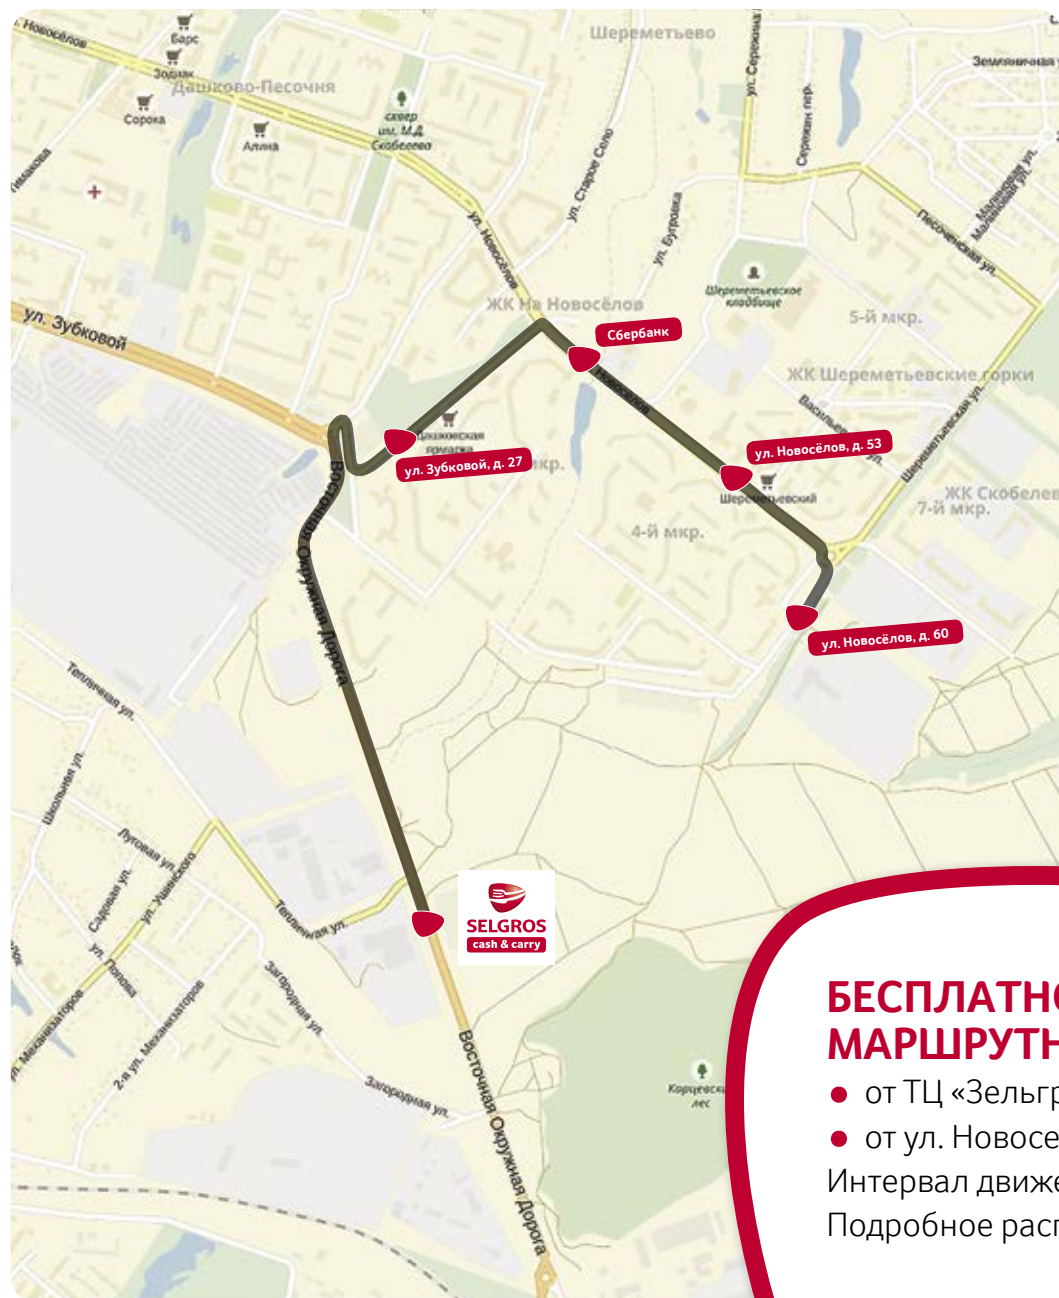 ул. Новосёлов
Барс
Зодиак
Дашково-Песочня
Сорока
Алина
сквер
им. М.Д.
Скобелева
Шереметьево
ул. Старое Село
ул. Бугровка
Сережин пер.
Земляничная
Песоченская ул.
ул. Новосёлов
Шереметьевское
кладбище
5-й мкр.
ЖК На Новосёлов
Сбербанк
ул. Зубковой
ЖК Шереметьевские горки
Новосёлов
Шереметьевская ул.
Дашковская
ярмарка
ул. Зубковой, д. 27
мкр.
ул. Новосёлов, д. 53
Шереметьевский
ЖК Скобелев
7-й мкр.
4-й мкр.
Восточная Окружная Дорога
ул. Новосёлов, д. 60
Тепличная ул.
Школьная ул.
Луговая ул.
Садовая ул.
ул. Ушинского
Тепличная ул.
ул. Попова
Загородная ул.
ул. Механизаторов
2-я ул. Механизаторов
Загородная ул.
SELGROS
cash & carry
Восточная Окружная Дорога
лес
БЕСПЛАТНО
МАРШРУТН
от ТЦ «Зельгр
от ул. Новосе
Интервал движе
Подробное расп